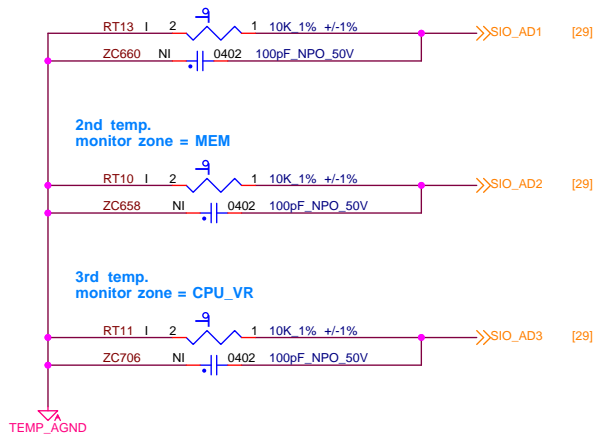 RT13 I 2 1 10K_1% +/-1% SIO_AD1 [29]
ZC660 NI 0402 100pF_NPO_50V
2nd temp.
monitor zone = MEM
RT10 I 2 1 10K_1% +/-1% SIO_AD2 [29]
ZC658 NI 0402 100pF_NPO_50V
3rd temp.
monitor zone = CPU_VR
RT11 I 2 1 10K_1% +/-1% SIO_AD3 [29]
ZC706 NI 0402 100pF_NPO_50V
TEMP_AGND